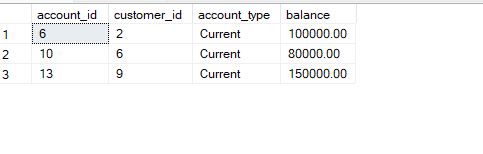 account_id customer_id account_type balance
1 6 2 Current 100000.00
2 10 6 Current 80000.00
3 13 9 Current 150000.00